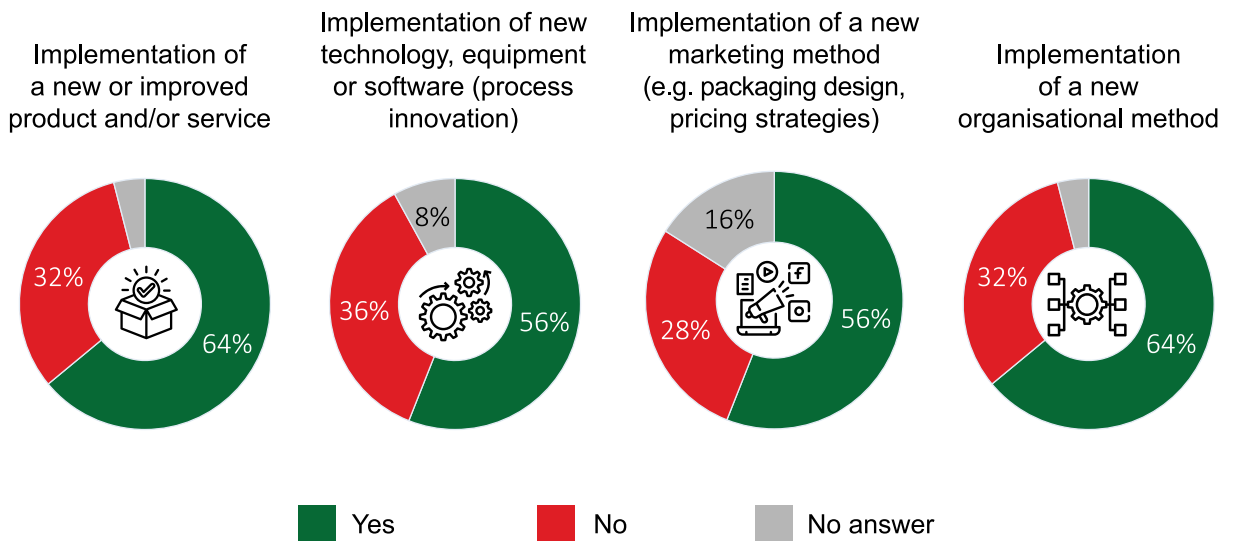 Implementation of
a new or improved
product and/or service
Implementation of new
technology, equipment
or software (process
innovation)
Implementation of a new
marketing method
(e.g. packaging design,
pricing strategies)
Implementation
of a new
organisational method
32%
64%
8%
36%
56%
16%
28%
56%
32%
64%
Yes
No
No answer